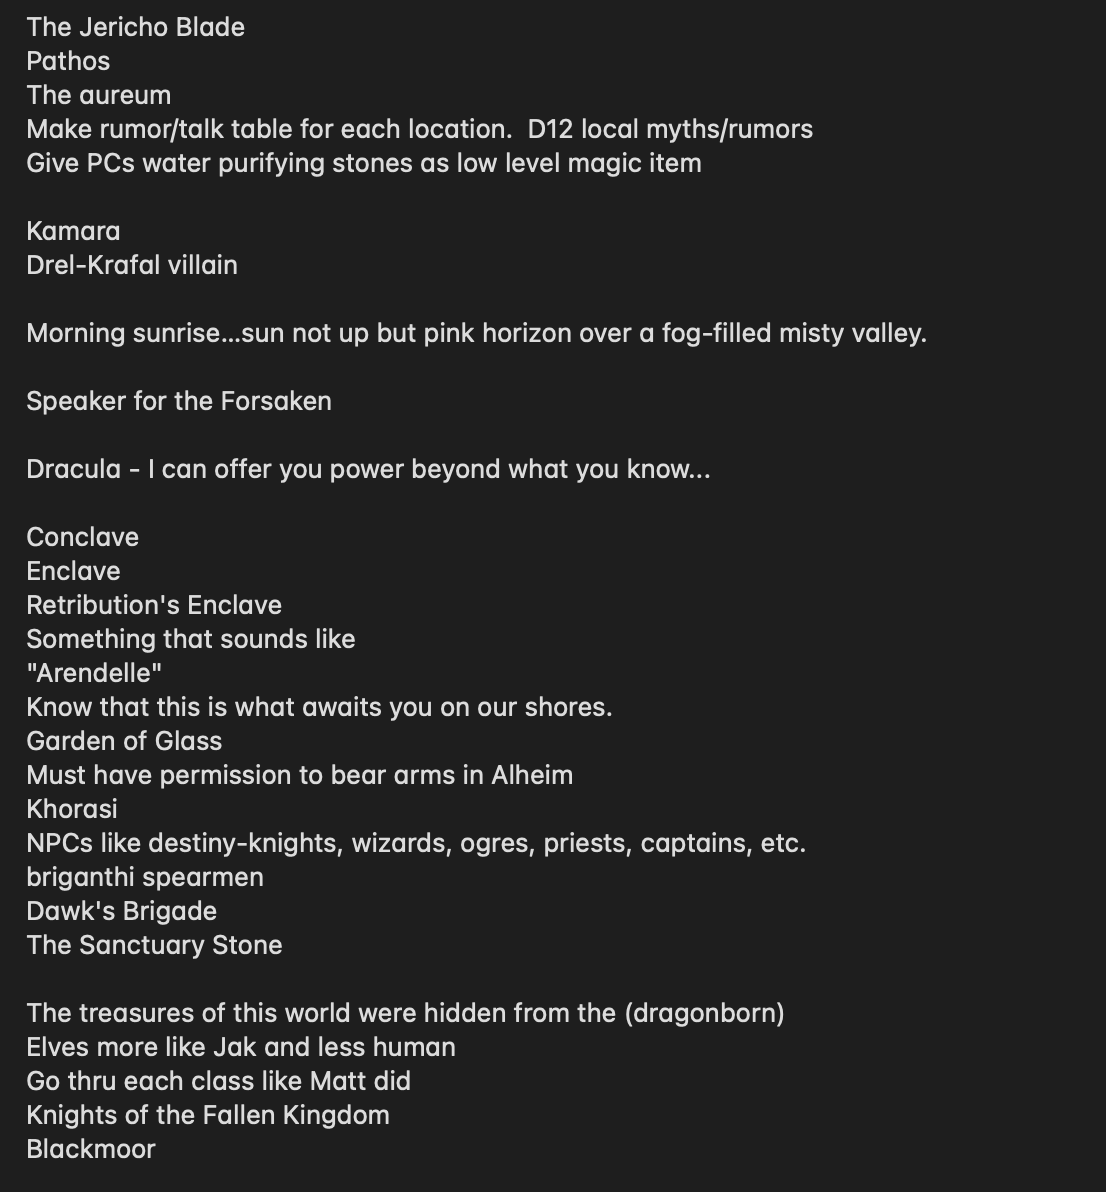 The Jericho Blade
Pathos
The aureum
Make rumor/talk table for each location.  D12 local myths/rumors
Give PCs water purifying stones as low level magic item
Kamara
Drel-Krafal villain
Morning sunrise...sun not up but pink horizon over a fog-filled misty valley.
Speaker for the Forsaken
Dracula - I can offer you power beyond what you know...
Conclave
Enclave
Retribution's Enclave
Something that sounds like
"Arendelle"
Know that this is what awaits you on our shores.
Garden of Glass
Must have permission to bear arms in Alheim
Khorasi
NPCs like destiny-knights, wizards, ogres, priests, captains, etc.
briganthi spearmen
Dawk's Brigade
The Sanctuary Stone
The treasures of this world were hidden from the (dragonborn)
Elves more like Jak and less human
Go thru each class like Matt did
Knights of the Fallen Kingdom
Blackmoor